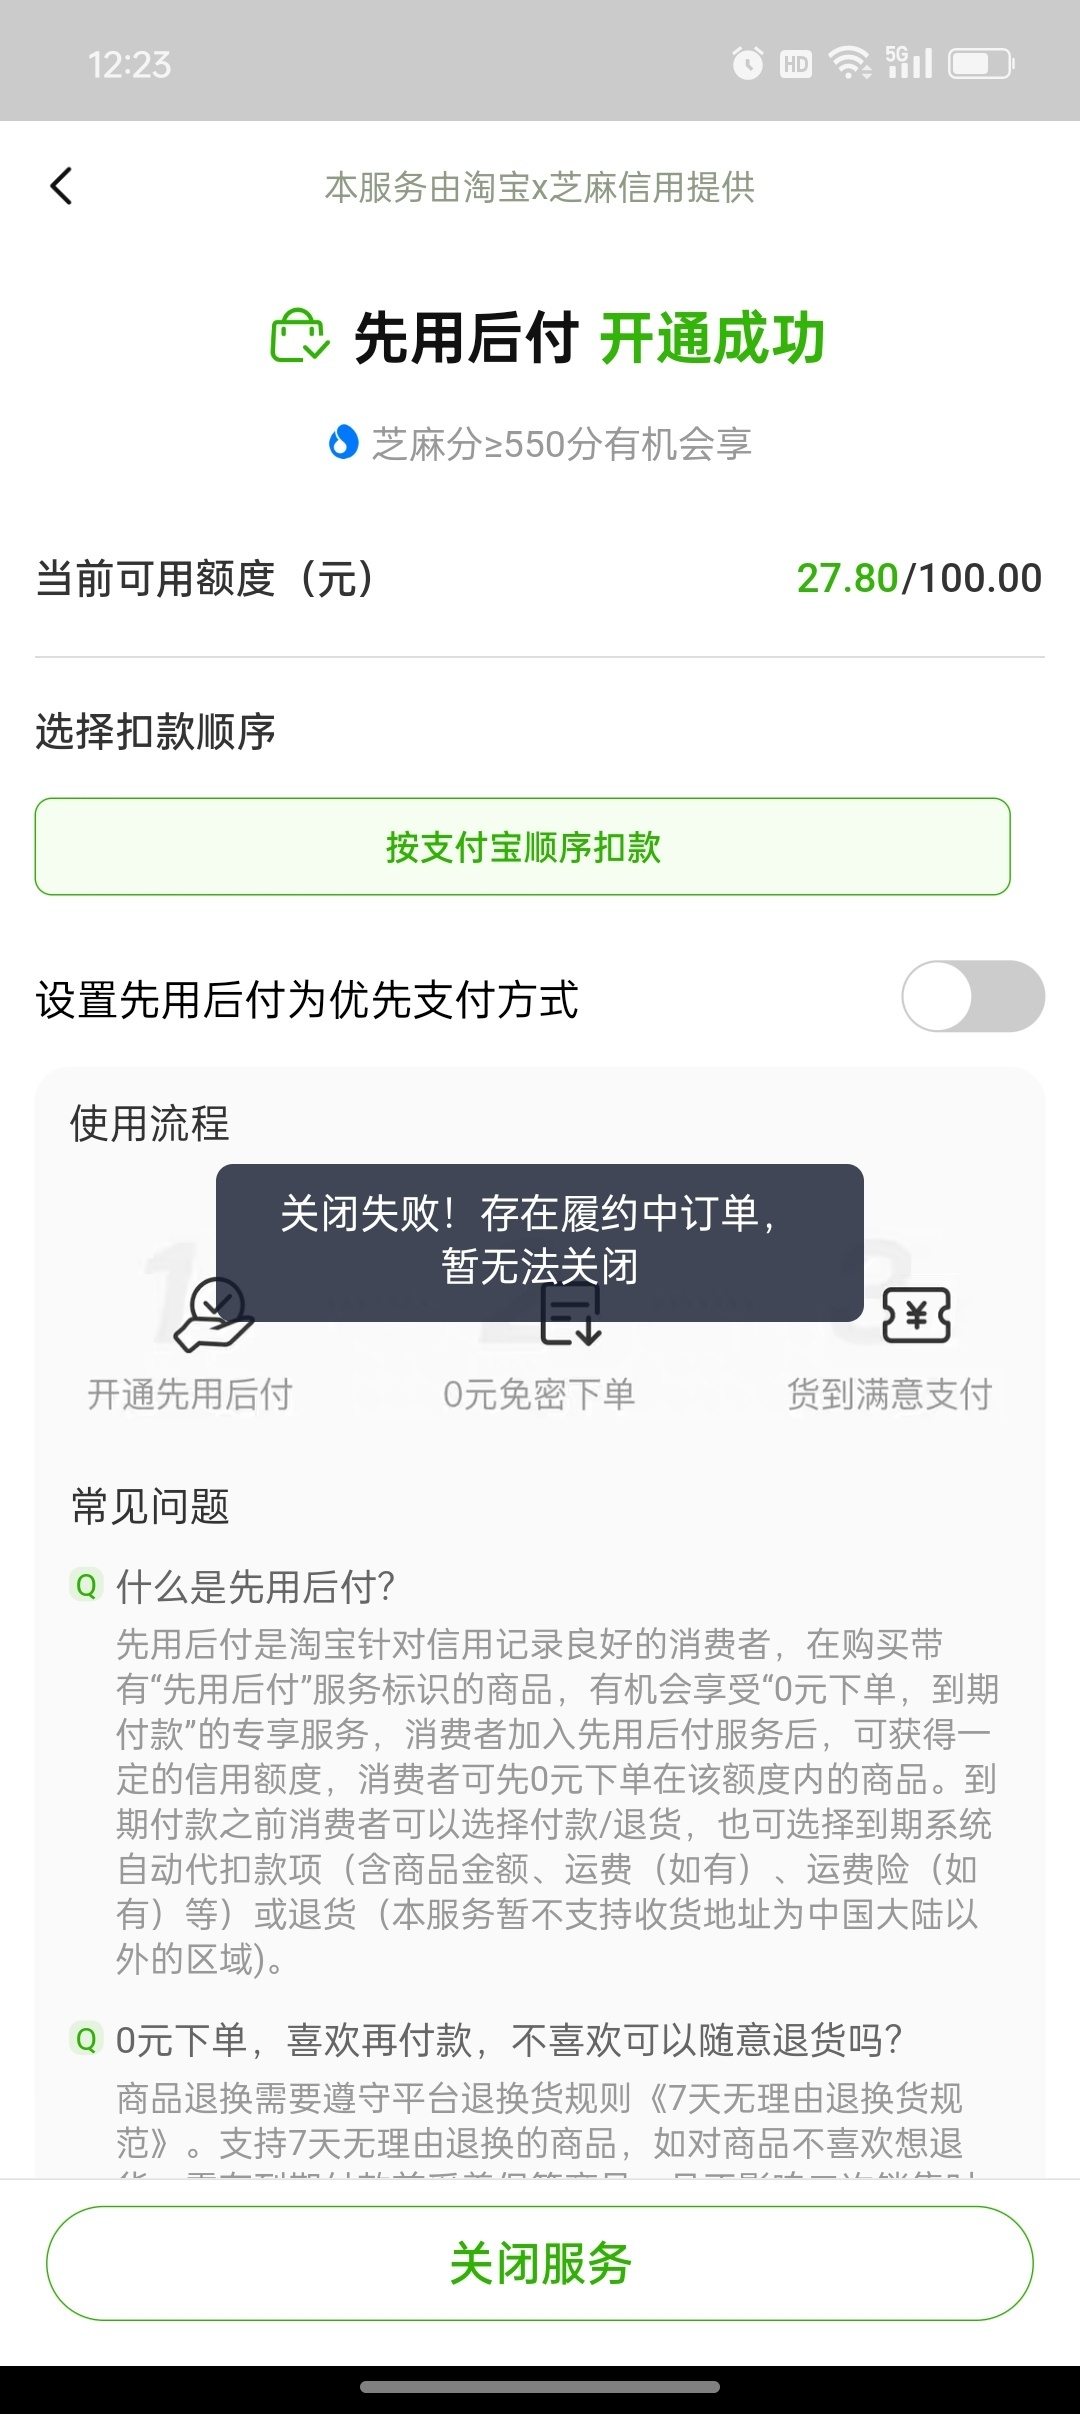 12:23
HD
5G
本服务由淘宝x芝麻信用提供
先用后付 开通成功
芝麻分≥550分有机会享
当前可用额度（元）
27.80/100.00
选择扣款顺序
按支付宝顺序扣款
设置先用后付为优先支付方式
使用流程
关闭失败！存在履约中订单，
暂无法关闭
1
2
3
开通先用后付
0元免密下单
货到满意支付
常见问题
Q 什么是先用后付？
先用后付是淘宝针对信用记录良好的消费者，在购买带
有“先用后付”服务标识的商品，有机会享受“0元下单，到期
付款”的专享服务，消费者加入先用后付服务后，可获得一
定的信用额度，消费者可先0元下单在该额度内的商品。到
期付款之前消费者可以选择付款/退货，也可选择到期系统
自动代扣款项（含商品金额、运费（如有）、运费险（如
有）等）或退货（本服务暂不支持收货地址为中国大陆以
外的区域)。
Q 0元下单，喜欢再付款，不喜欢可以随意退货吗？
商品退换需要遵守平台退换货规则《7天无理由退换货规
范》。支持7天无理由退换的商品，如对商品不喜欢想退
关闭服务